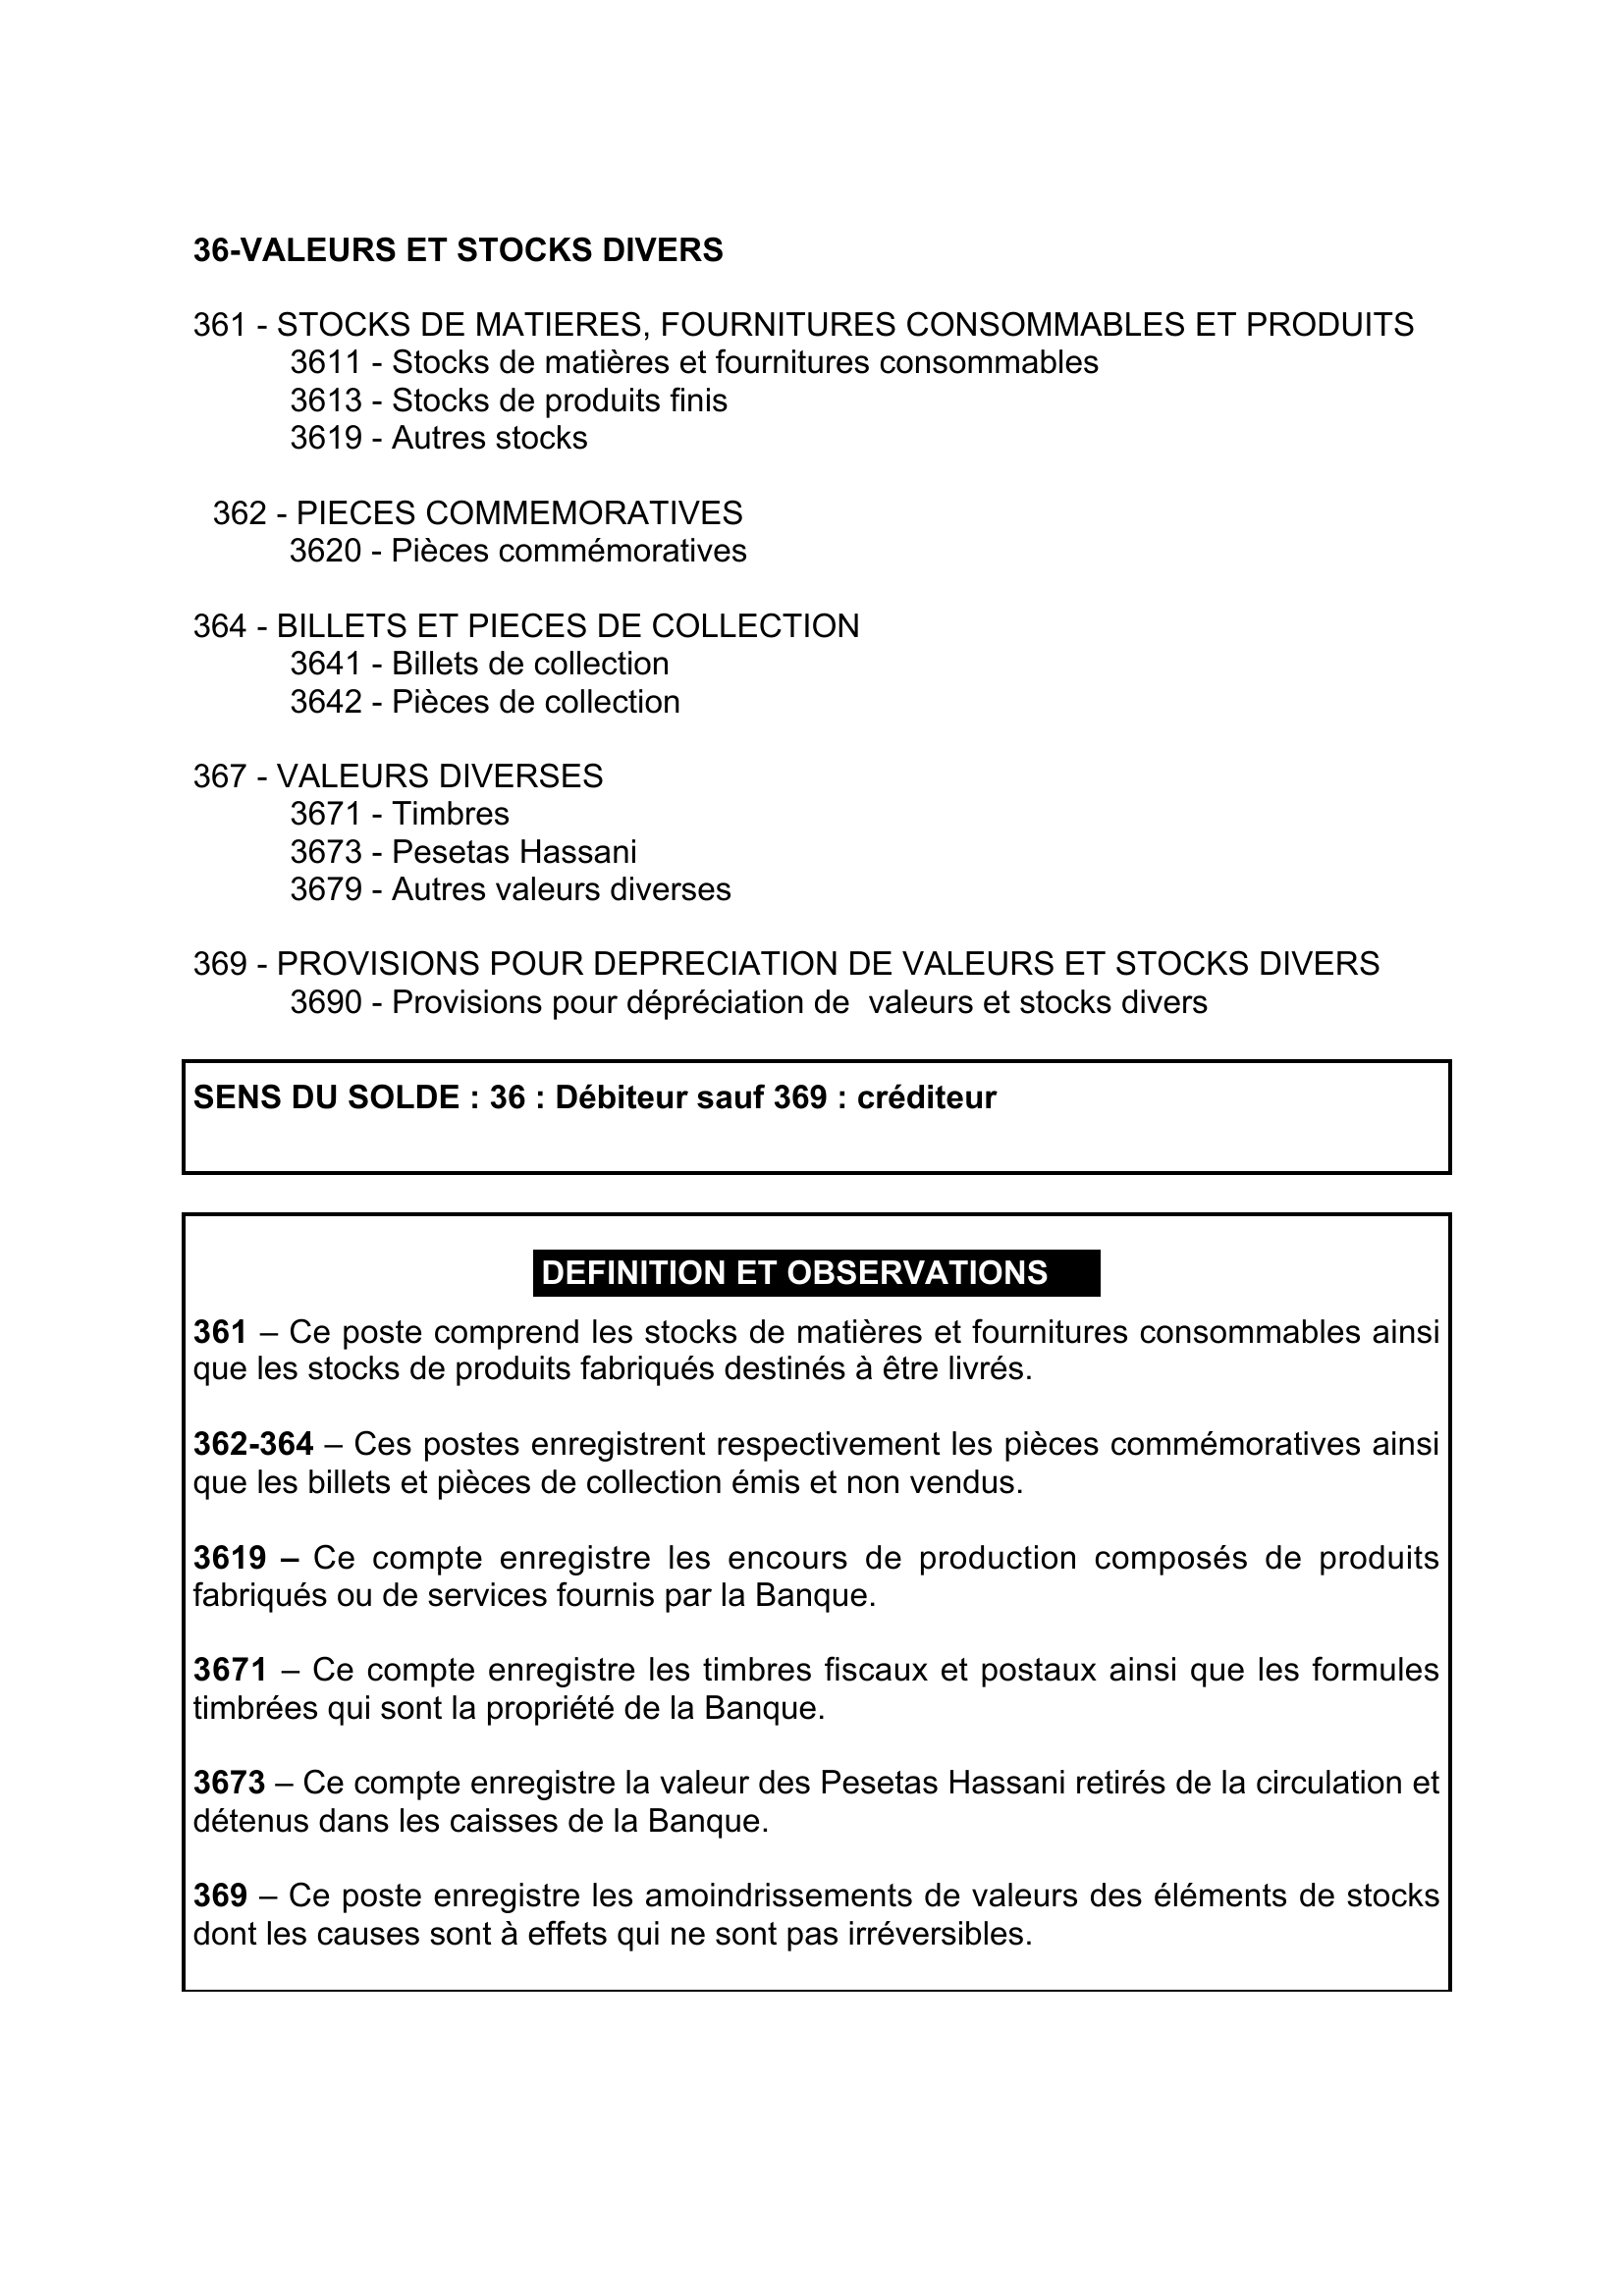 36-VALEURS ET STOCKS DIVERS
361 - STOCKS DE MATIERES, FOURNITURES CONSOMMABLES ET PRODUITS
3611 - Stocks de matières et fournitures consommables
3613 - Stocks de produits finis
3619 - Autres stocks
362 - PIECES COMMEMORATIVES
3620 - Pièces commémoratives
364 - BILLETS ET PIECES DE COLLECTION
3641 - Billets de collection
3642 - Pièces de collection
367 - VALEURS DIVERSES
3671 - Timbres
3673 - Pesetas Hassani
3679 - Autres valeurs diverses
369 - PROVISIONS POUR DEPRECIATION DE VALEURS ET STOCKS DIVERS
3690 - Provisions pour dépréciation de  valeurs et stocks divers
SENS DU SOLDE : 36 : Débiteur sauf 369 : créditeur
DEFINITION ET OBSERVATIONS
361 – Ce poste comprend les stocks de matières et fournitures consommables ainsi
que les stocks de produits fabriqués destinés à être livrés.
362-364 – Ces postes enregistrent respectivement les pièces commémoratives ainsi
que les billets et pièces de collection émis et non vendus.
3619 – Ce compte enregistre les encours de production composés de produits
fabriqués ou de services fournis par la Banque.
3671 – Ce compte enregistre les timbres fiscaux et postaux ainsi que les formules
timbrées qui sont la propriété de la Banque.
3673 – Ce compte enregistre la valeur des Pesetas Hassani retirés de la circulation et
détenus dans les caisses de la Banque.
369 – Ce poste enregistre les amoindrissements de valeurs des éléments de stocks
dont les causes sont à effets qui ne sont pas irréversibles.